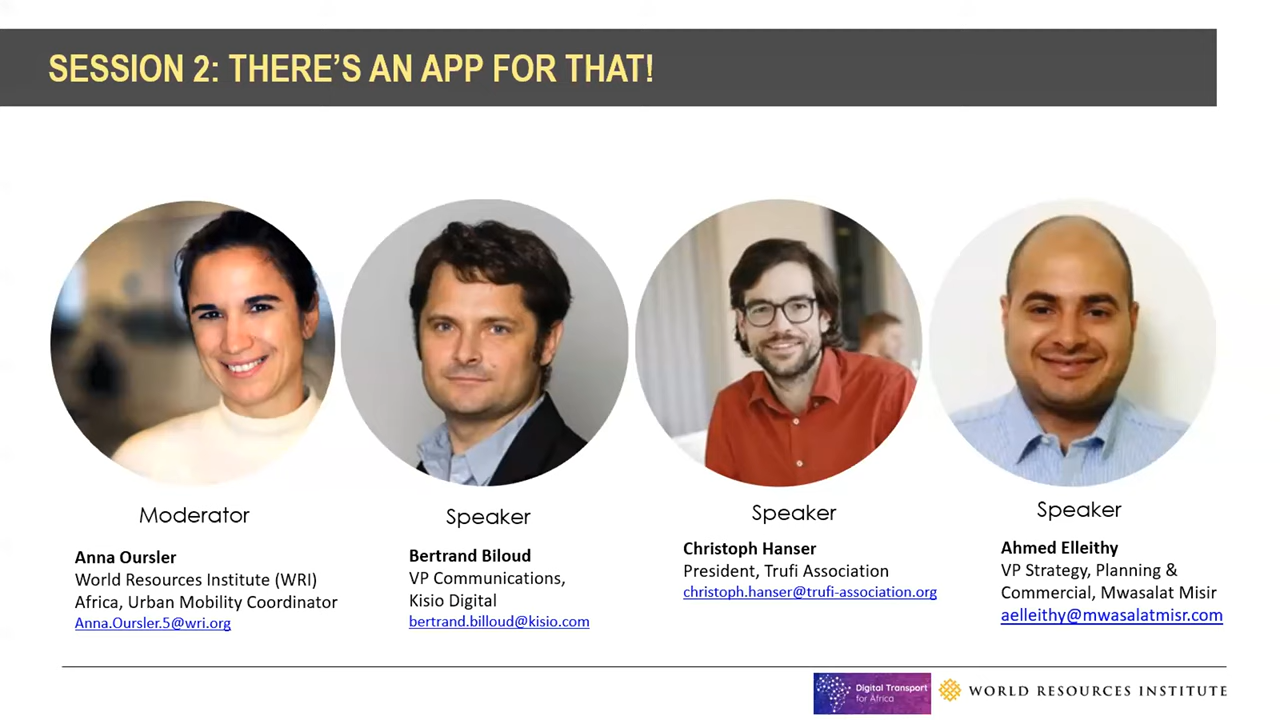 SESSION 2: THERE'S AN APP FOR THAT!
Moderator
Anna Oursler
World Resources Institute (WRI)
Africa, Urban Mobility Coordinator
Anna.Oursler.5@wri.org
Speaker
Bertrand Biloud
VP Communications,
Kisio Digital
bertrand.billoud@kisio.com
Speaker
Christoph Hanser
President, Trufi Association
christoph.hanser@trufi-association.org
Speaker
Ahmed Elleithy
VP Strategy, Planning &
Commercial, Mwasalat Misir
aelleithy@mwasalatmisr.com
Digital Transport
for Africa
WORLD RESOURCES INSTITUTE